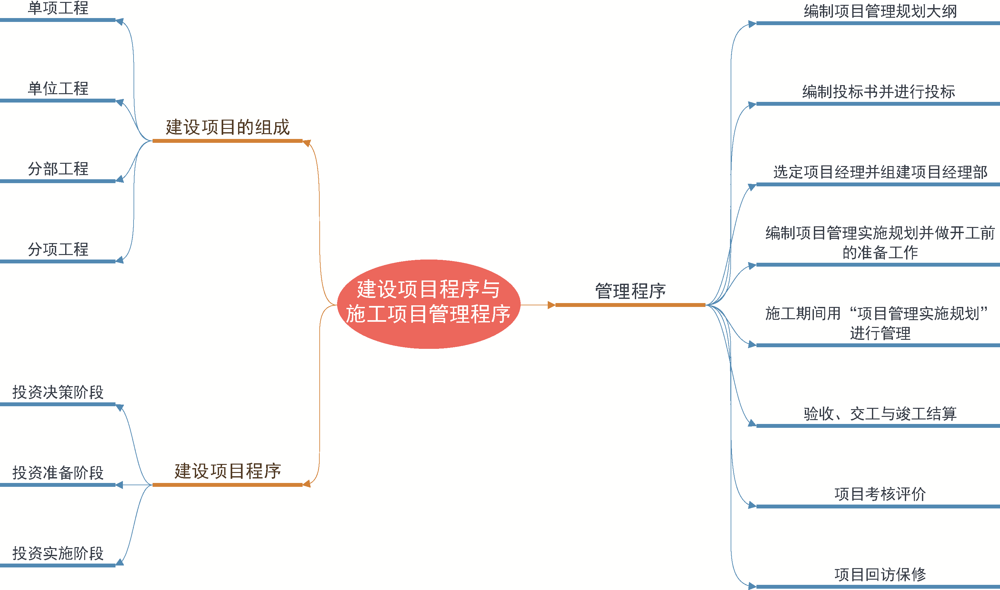 单项工程
单位工程
建设项目的组成
分部工程
分项工程
建设项目程序与
施工项目管理程序
投资决策阶段
投资准备阶段
建设项目程序
投资实施阶段
管理程序
编制项目管理规划大纲
编制投标书并进行投标
选定项目经理并组建项目经理部
编制项目管理实施规划并做开工前
的准备工作
施工期间用“项目管理实施规划”
进行管理
验收、交工与竣工结算
项目考核评价
项目回访保修